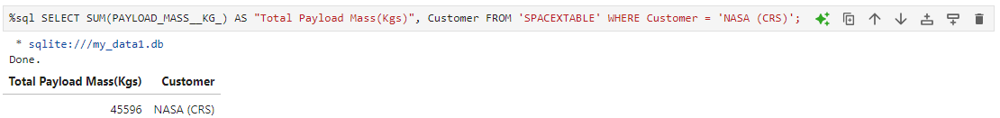 %sql SELECT SUM(PAYLOAD_MASS__KG_) AS "Total Payload Mass(Kgs)", Customer FROM 'SPACEXTABLE' WHERE Customer = 'NASA (CRS)';
* sqlite:///my_data1.db
Done.
Total Payload Mass(Kgs) Customer
45596 NASA (CRS)